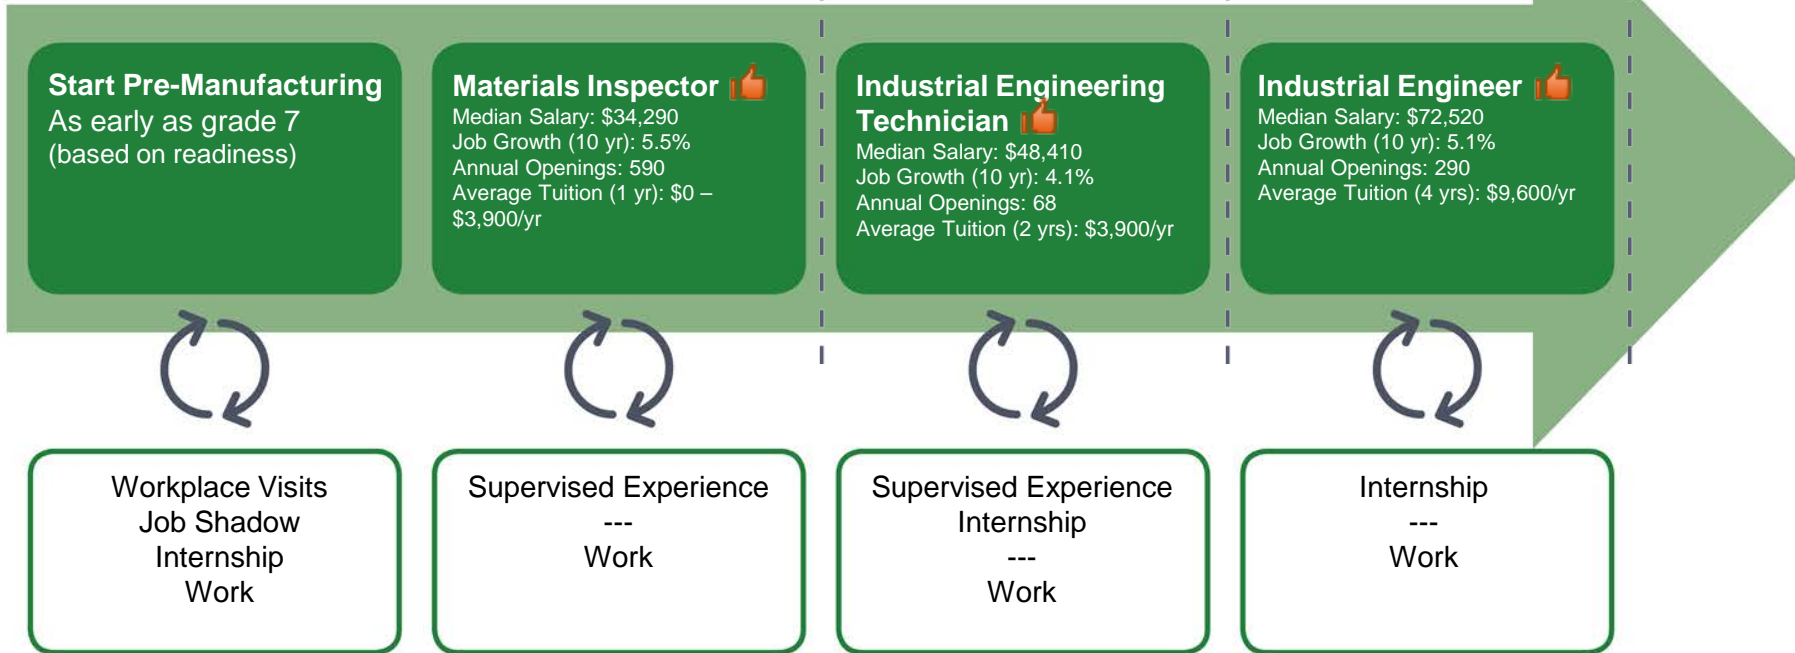 Start Pre-Manufacturing
As early as grade 7
(based on readiness)
Materials Inspector
Median Salary: $34,290
Job Growth (10 yr): 5.5%
Annual Openings: 590
Average Tuition (1 yr): $0 –
$3,900/yr
Industrial Engineering
Technician
Median Salary: $48,410
Job Growth (10 yr): 4.1%
Annual Openings: 68
Average Tuition (2 yrs): $3,900/yr
Industrial Engineer
Median Salary: $72,520
Job Growth (10 yr): 5.1%
Annual Openings: 290
Average Tuition (4 yrs): $9,600/yr
Workplace Visits
Job Shadow
Internship
Work
Supervised Experience
---
Work
Supervised Experience
Internship
---
Work
Internship
---
Work